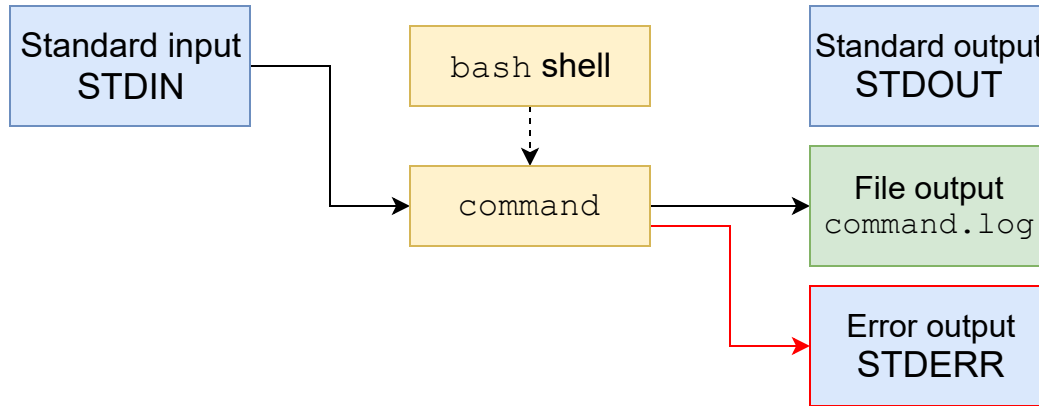 Standard input
STDIN
bash shell
Standard output
STDOUT
command
File output
command.log
Error output
STDERR